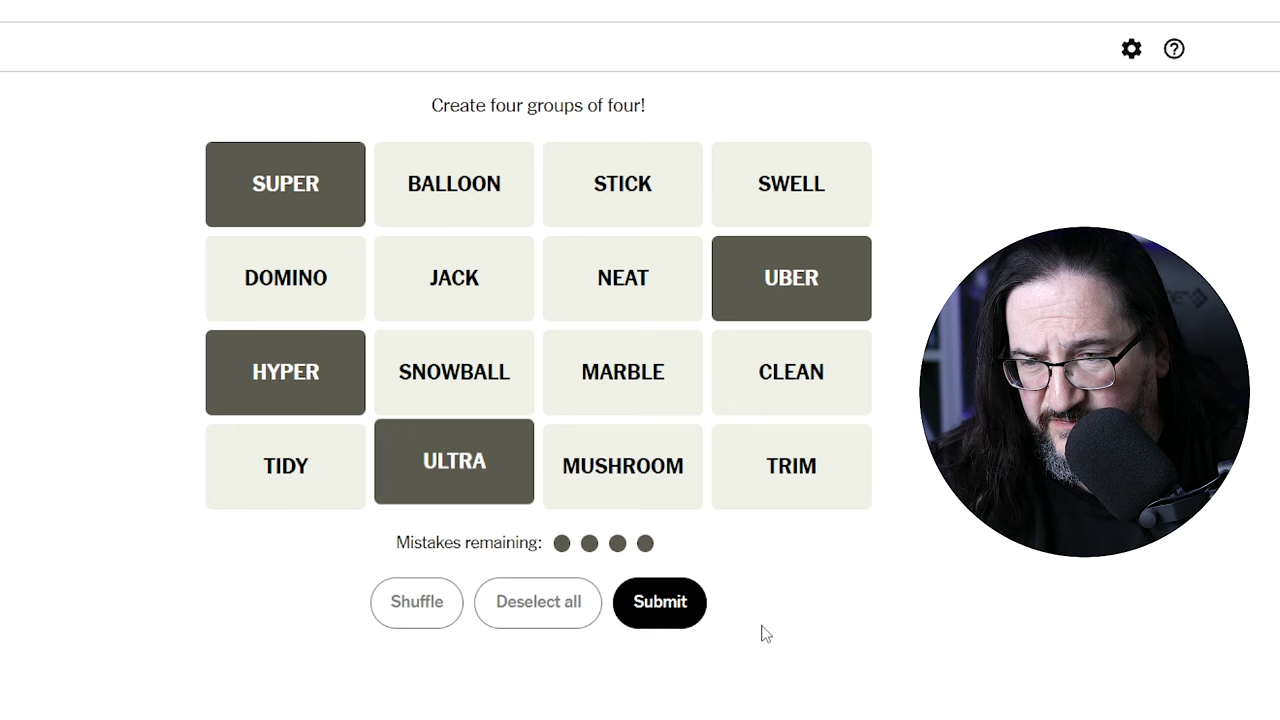 Create four groups of four!
SUPER BALLOON STICK SWELL
DOMINO JACK NEAT UBER
HYPER SNOWBALL MARBLE CLEAN
TIDY ULTRA MUSHROOM TRIM
Mistakes remaining:
Shuffle Deselect all Submit